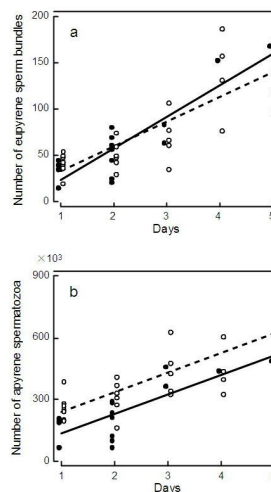 Number of eupyrene sperm bundles
a
200
150
100
50
0
1 2 3 4 5
Days
×10³
Number of apyrene spermatozoa
b
900
600
300
0
1 2 3 4 5
Days